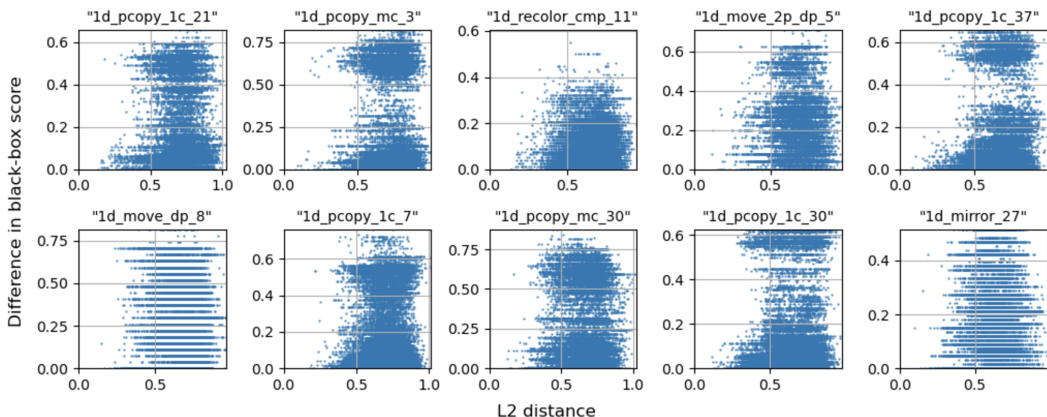 "1d_pcopy_1c_21" "1d_pcopy_mc_3" "1d_recolor_cmp_11" "1d_move_2p_dp_5" "1d_pcopy_1c_37"
0.6 0.75 0.6 0.6 0.6
0.4 0.50 0.4 0.4 0.4
0.2 0.25 0.2 0.2 0.2
0.0 0.00 0.0 0.0 0.0
0.0 0.5 1.0 0.0 0.5 0.0 0.5 0.0 0.5 0.0 0.5
"1d_move_dp_8" "1d_pcopy_1c_7" "1d_pcopy_mc_30" "1d_pcopy_1c_30" "1d_mirror_27"
0.75 0.6 0.75 0.6 0.4
0.50 0.4 0.50 0.4 0.2
0.25 0.2 0.25 0.2
0.00 0.0 0.00 0.0 0.0
0.0 0.5 0.0 0.5 1.0 0.0 0.5 1.0 0.0 0.5 0.0 0.5
Difference in black-box score
L2 distance